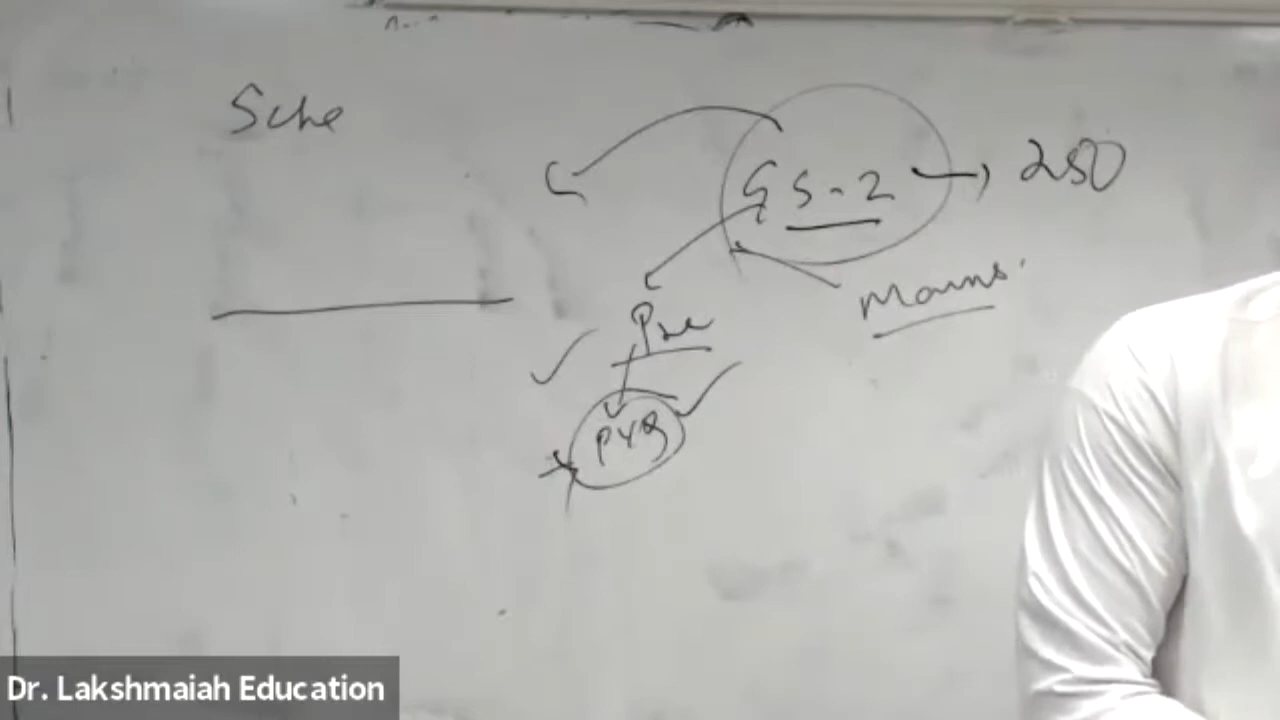 Sche
GS-2 → 250
Mains
Pre
PYQ
Dr. Lakshmaiah Education